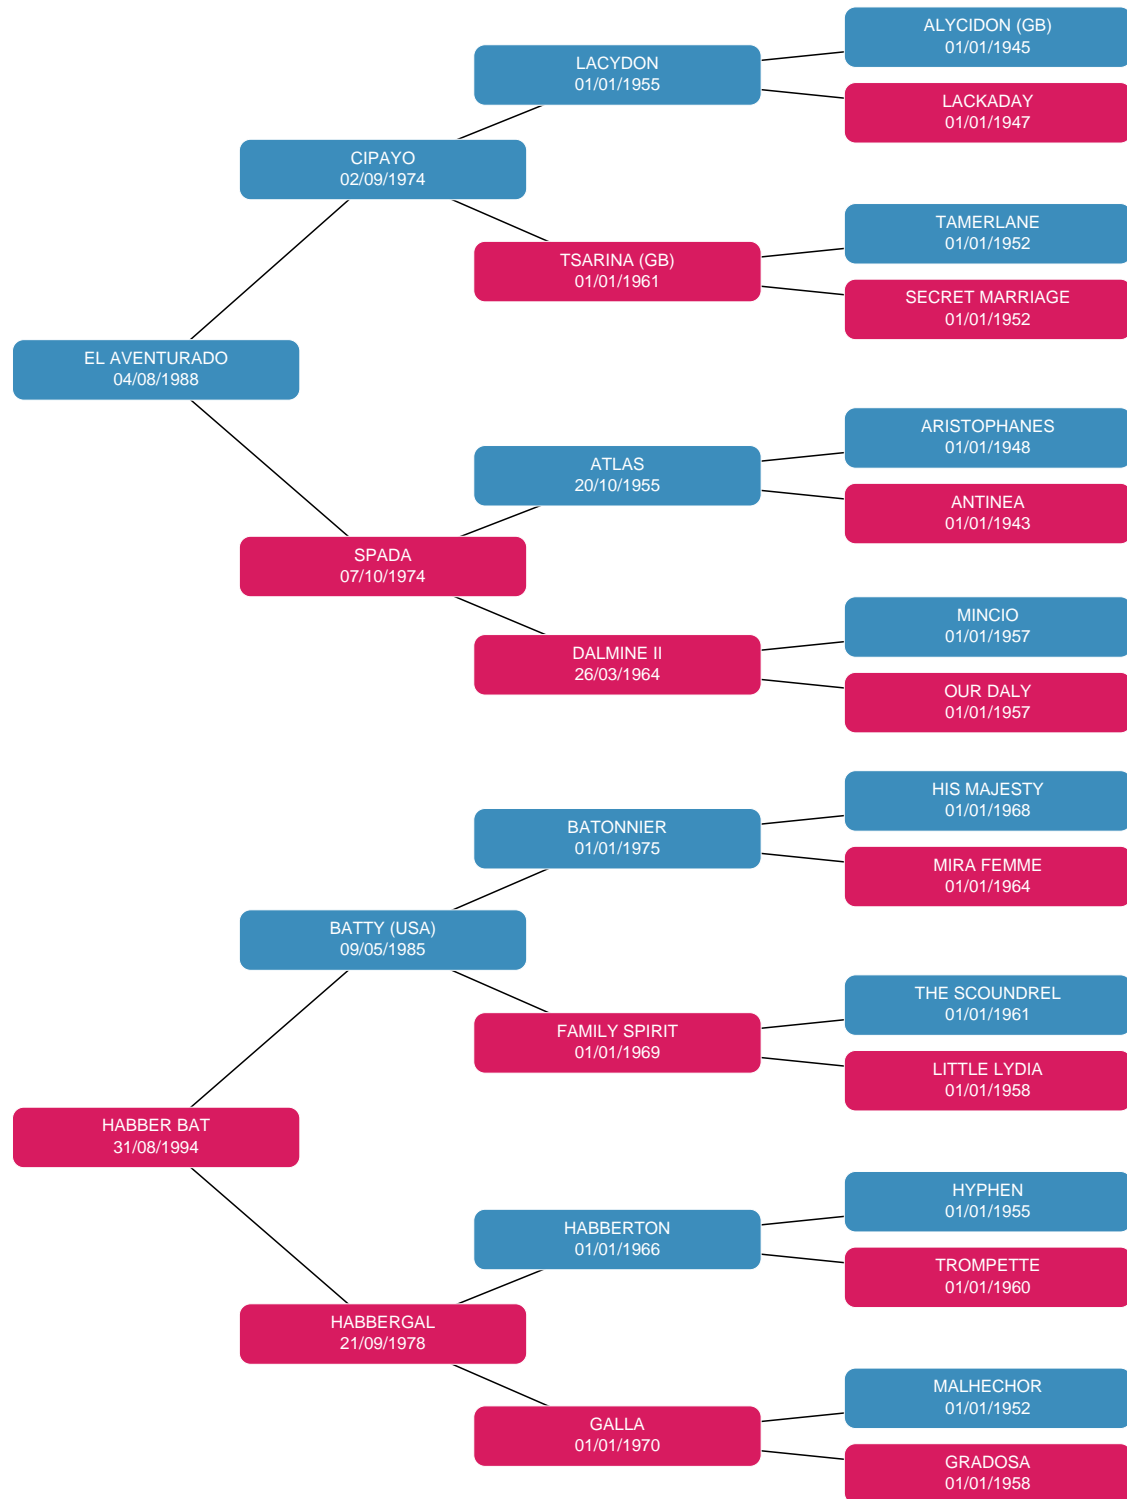 ALYCIDON (GB)
01/01/1945
LACYDON
01/01/1955
LACKADAY
01/01/1947
CIPAYO
02/09/1974
TAMERLANE
01/01/1952
TSARINA (GB)
01/01/1961
SECRET MARRIAGE
01/01/1952
EL AVENTURADO
04/08/1988
ARISTOPHANES
01/01/1948
ATLAS
20/10/1955
ANTINEA
01/01/1943
SPADA
07/10/1974
MINCIO
01/01/1957
DALMINE II
26/03/1964
OUR DALY
01/01/1957
HIS MAJESTY
01/01/1968
BATONNIER
01/01/1975
MIRA FEMME
01/01/1964
BATTY (USA)
09/05/1985
THE SCOUNDREL
01/01/1961
FAMILY SPIRIT
01/01/1969
LITTLE LYDIA
01/01/1958
HABBER BAT
31/08/1994
HYPHEN
01/01/1955
HABBERTON
01/01/1966
TROMPETTE
01/01/1960
HABBERGAL
21/09/1978
MALHECHOR
01/01/1952
GALLA
01/01/1970
GRADOSA
01/01/1958